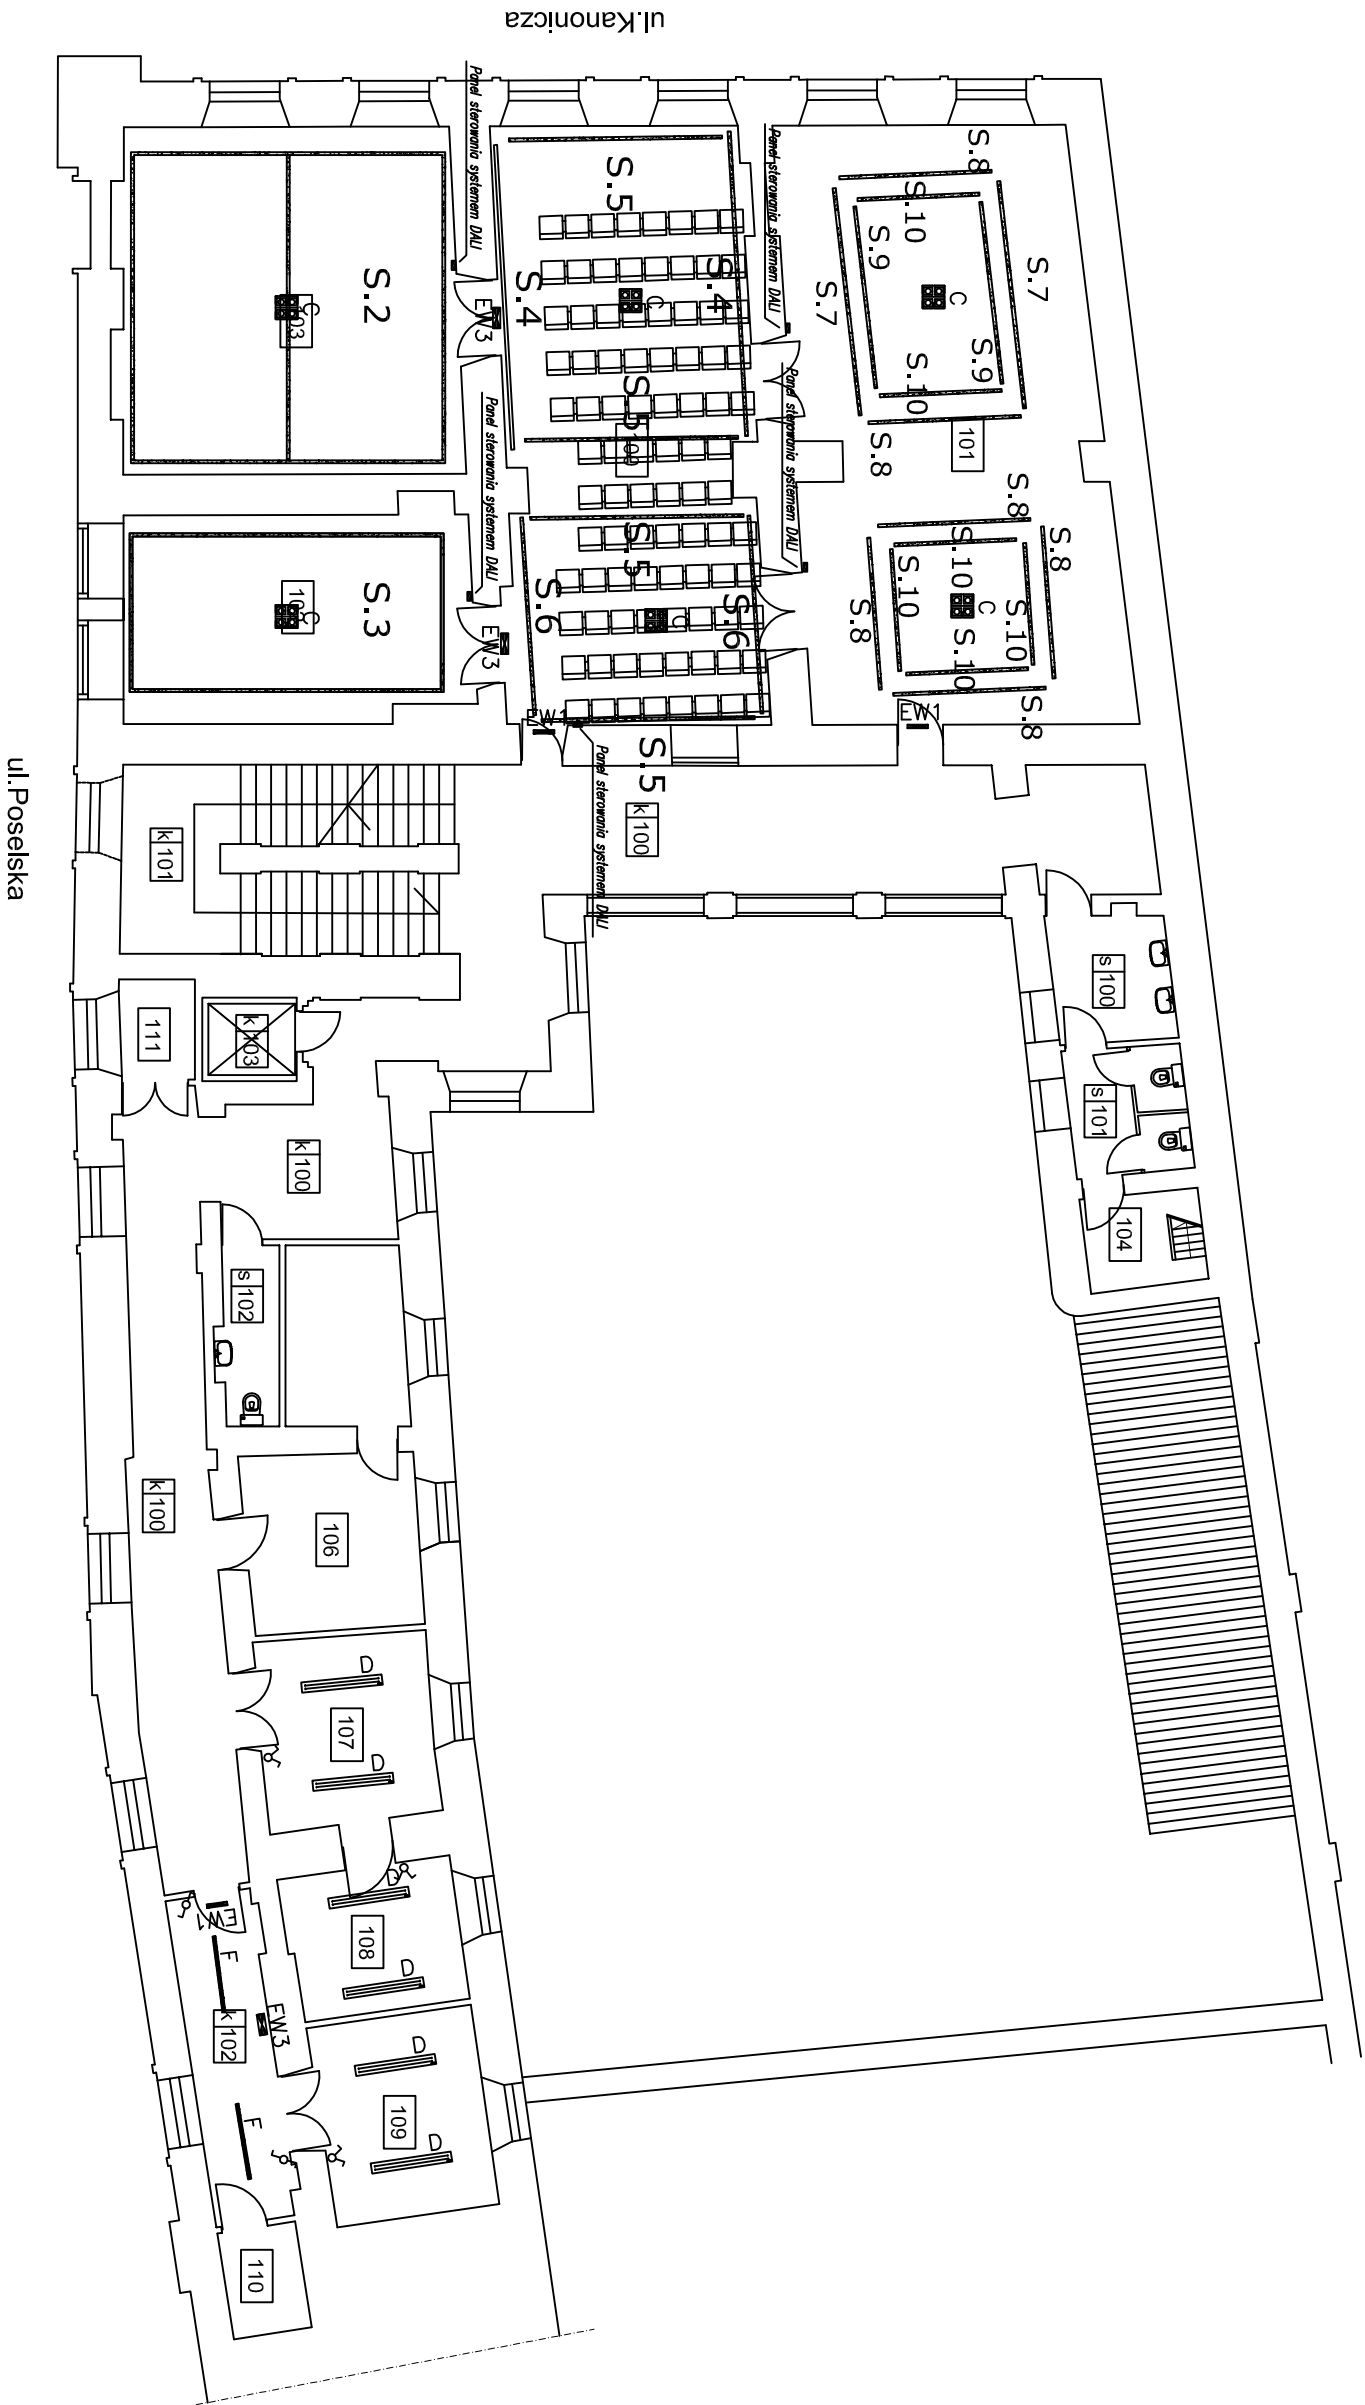 ul.Kanonicza
ul.Poselska
Panel sterowania systemem DALI
Panel sterowania systemem DALI
Panel sterowania systemem DALI
Panel sterowania systemem DALI
Panel sterowania systemem DALI
S.8
S.10
S.9
S.7
S.7
C
S.9
S.10
S.8
101
S.5
S.4
S.4
C
S.5
S.2
C
103
EW3
S.8
S.8
S.10
S.10
C
S.10
S.10
S.8
S.8
EW1
S.5
S.6
S.6
C
S.3
C
EW3
EW1
S.5
k 100
k 101
s 100
s 101
104
111
k 103
k 100
s 102
k 100
106
D
107
D
D
108
D
EW1
F
k 102
EW3
F
D
109
D
110